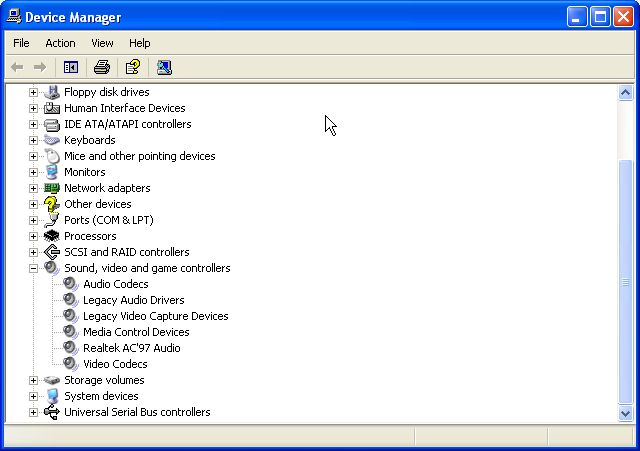 Device Manager
File Action View Help
Floppy disk drives
Human Interface Devices
IDE ATA/ATAPI controllers
Keyboards
Mice and other pointing devices
Monitors
Network adapters
Other devices
Ports (COM & LPT)
Processors
SCSI and RAID controllers
Sound, video and game controllers
Audio Codecs
Legacy Audio Drivers
Legacy Video Capture Devices
Media Control Devices
Realtek AC'97 Audio
Video Codecs
Storage volumes
System devices
Universal Serial Bus controllers